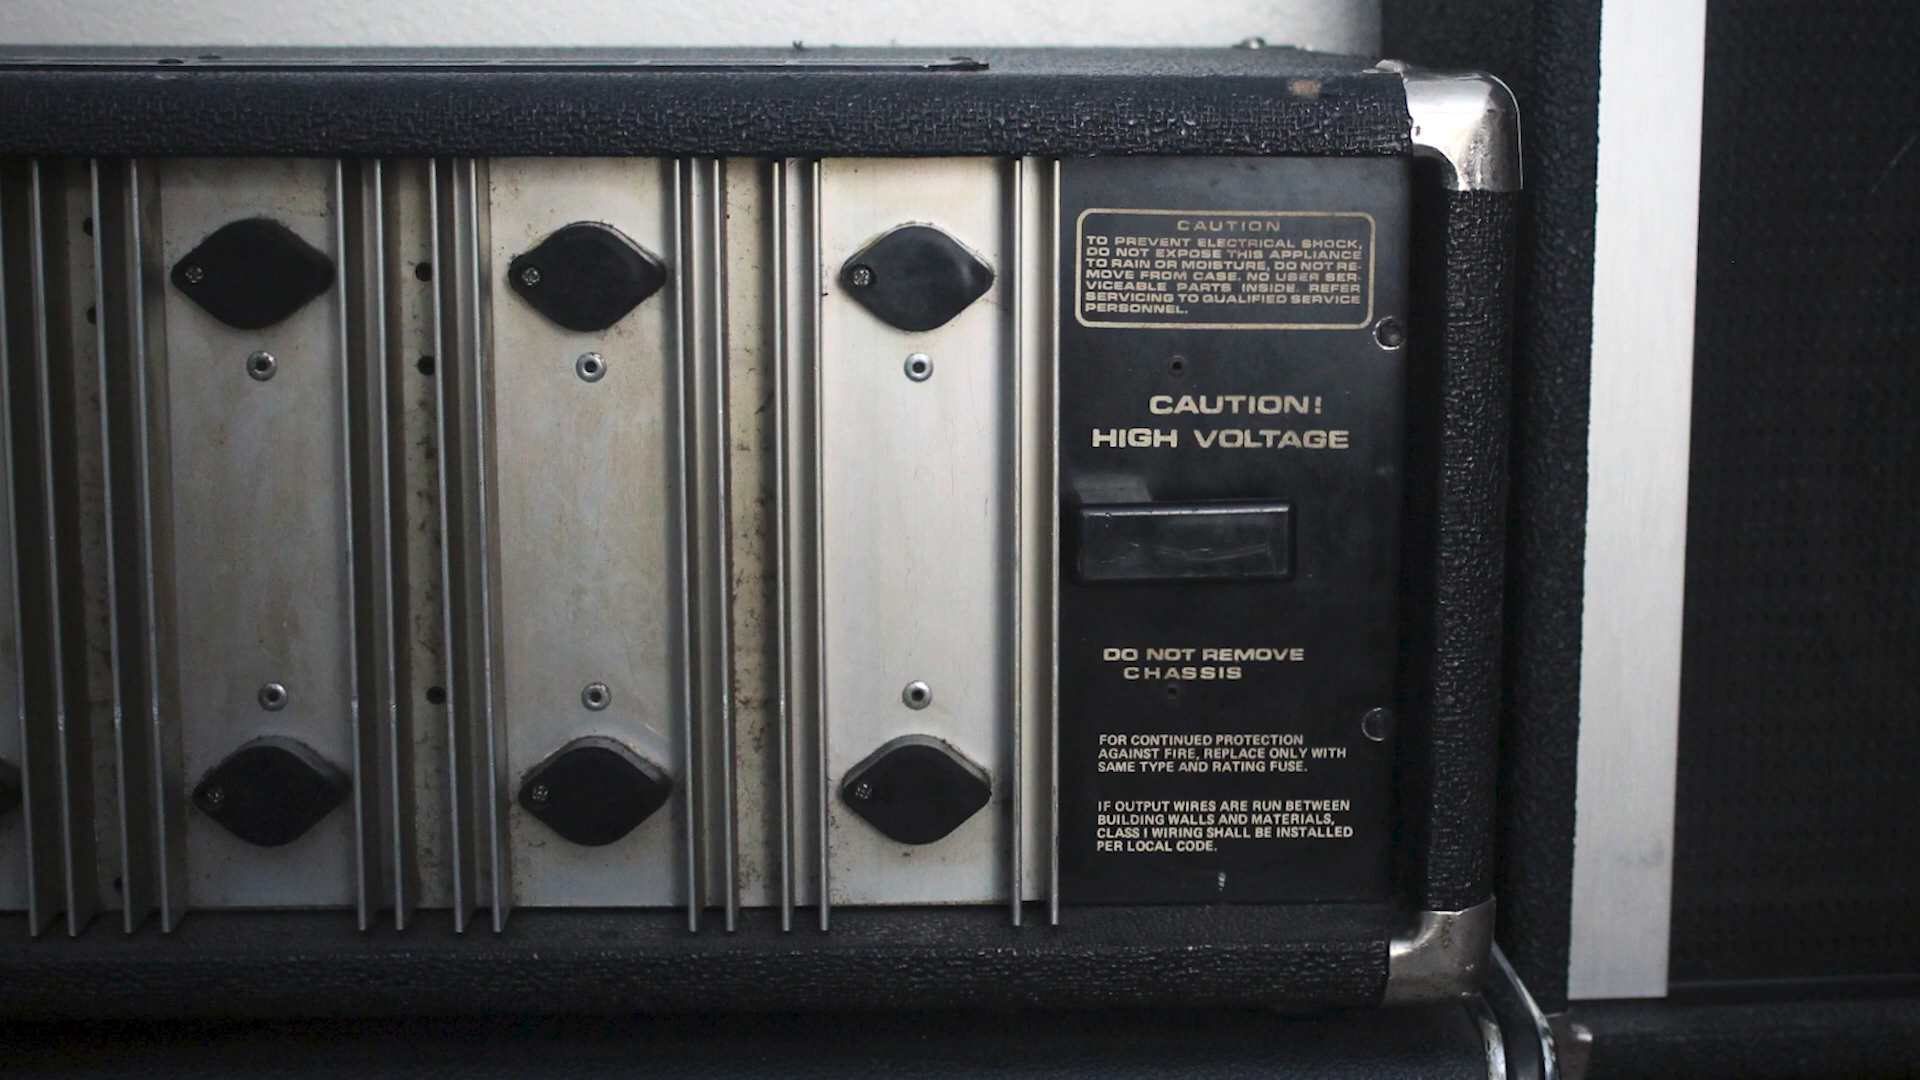 CAUTION
TO PREVENT ELECTRICAL SHOCK,
DO NOT EXPOSE THIS APPLIANCE
TO RAIN OR MOISTURE, DO NOT RE-
MOVE FROM CASE. NO USER SER-
VICEABLE PARTS INSIDE. REFER
SERVICING TO QUALIFIED SERVICE
PERSONNEL.
CAUTION!
HIGH VOLTAGE
DO NOT REMOVE
CHASSIS
FOR CONTINUED PROTECTION
AGAINST FIRE, REPLACE ONLY WITH
SAME TYPE AND RATING FUSE.
IF OUTPUT WIRES ARE RUN BETWEEN
BUILDING WALLS AND MATERIALS,
CLASS I WIRING SHALL BE INSTALLED
PER LOCAL CODE.